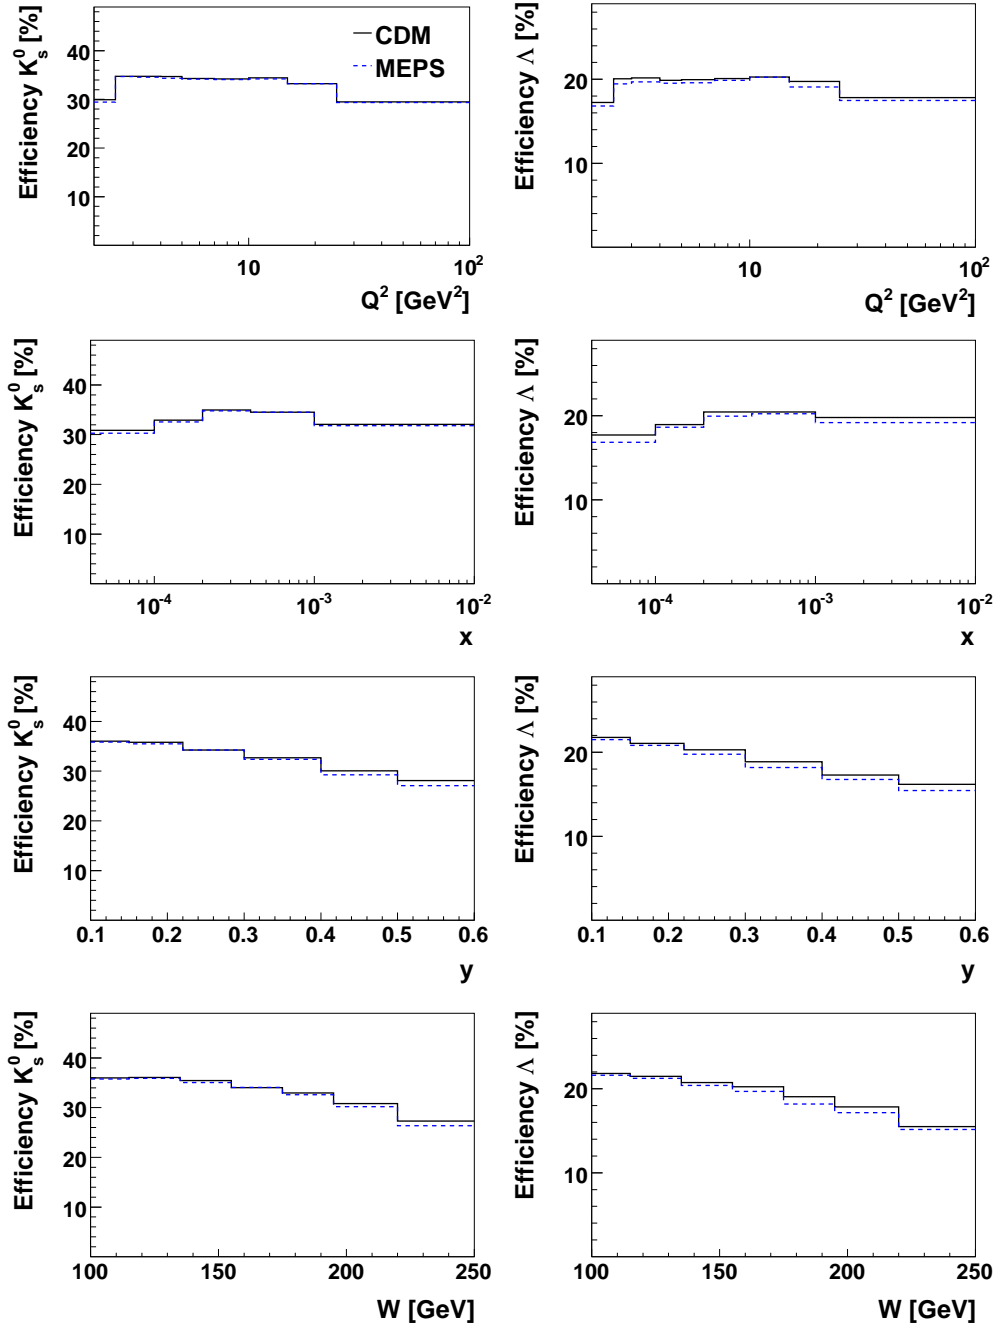 Efficiency K⁰ₛ [%]
40
30
20
10
CDM
MEPS
10
10²
Q² [GeV²]
Efficiency Λ [%]
20
10
10
10²
Q² [GeV²]
Efficiency K⁰ₛ [%]
40
30
20
10
10⁻⁴
10⁻³
10⁻²
x
Efficiency Λ [%]
20
10
10⁻⁴
10⁻³
10⁻²
x
Efficiency K⁰ₛ [%]
40
30
20
10
0.1 0.2 0.3 0.4 0.5 0.6
y
Efficiency Λ [%]
20
10
0.1 0.2 0.3 0.4 0.5 0.6
y
Efficiency K⁰ₛ [%]
40
30
20
10
100 150 200 250
W [GeV]
Efficiency Λ [%]
20
10
100 150 200 250
W [GeV]